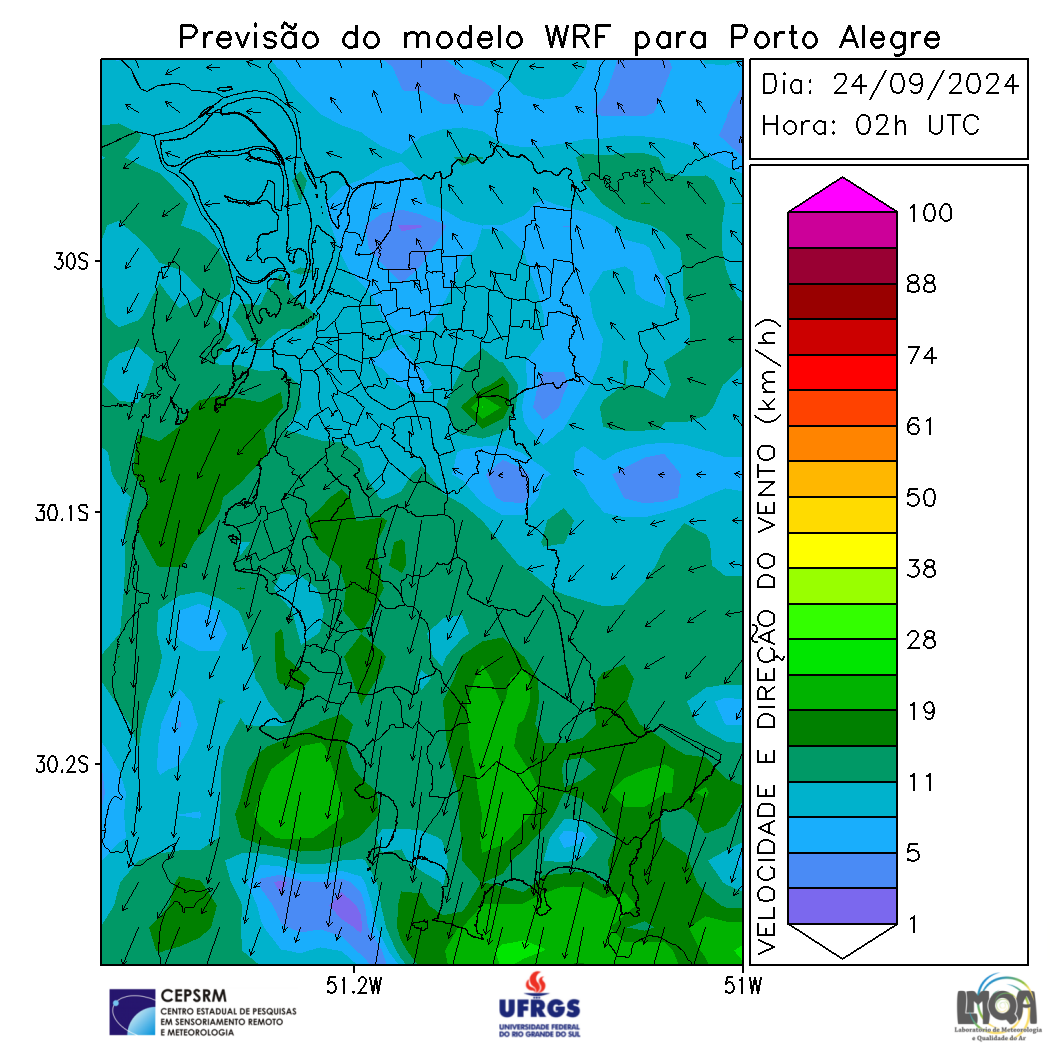 Previsão do modelo WRF para Porto Alegre
Dia: 24/09/2024
Hora: 02h UTC
30S
30.1S
30.2S
51.2W
51W
VELOCIDADE E DIREÇÃO DO VENTO (km/h)
100
88
74
61
50
38
28
19
11
5
1
CEPSRM
CENTRO ESTADUAL DE PESQUISAS
EM SENSORIAMENTO REMOTO
E METEOROLOGIA
UFRGS
UNIVERSIDADE FEDERAL
DO RIO GRANDE DO SUL
LMQA
Laboratório de Meteorologia
e Qualidade do Ar